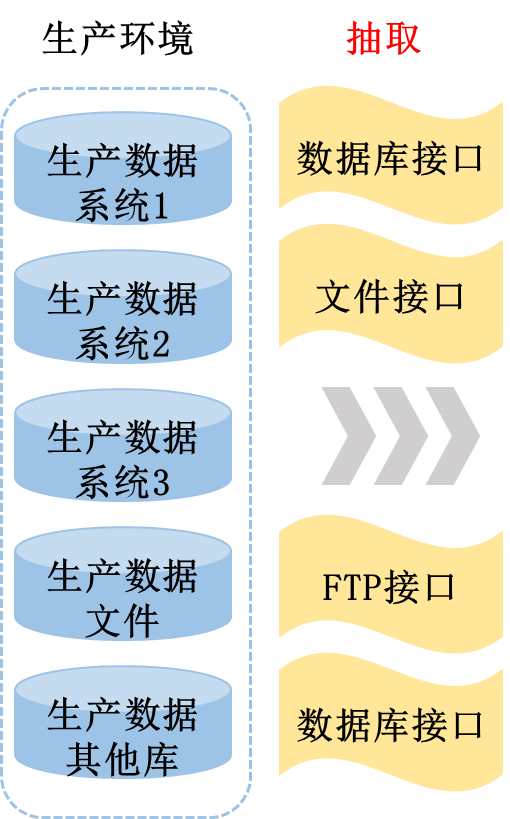 生产环境
抽取
生产数据
系统1
生产数据
系统2
生产数据
系统3
生产数据
文件
生产数据
其他库
数据库接口
文件接口
FTP接口
数据库接口